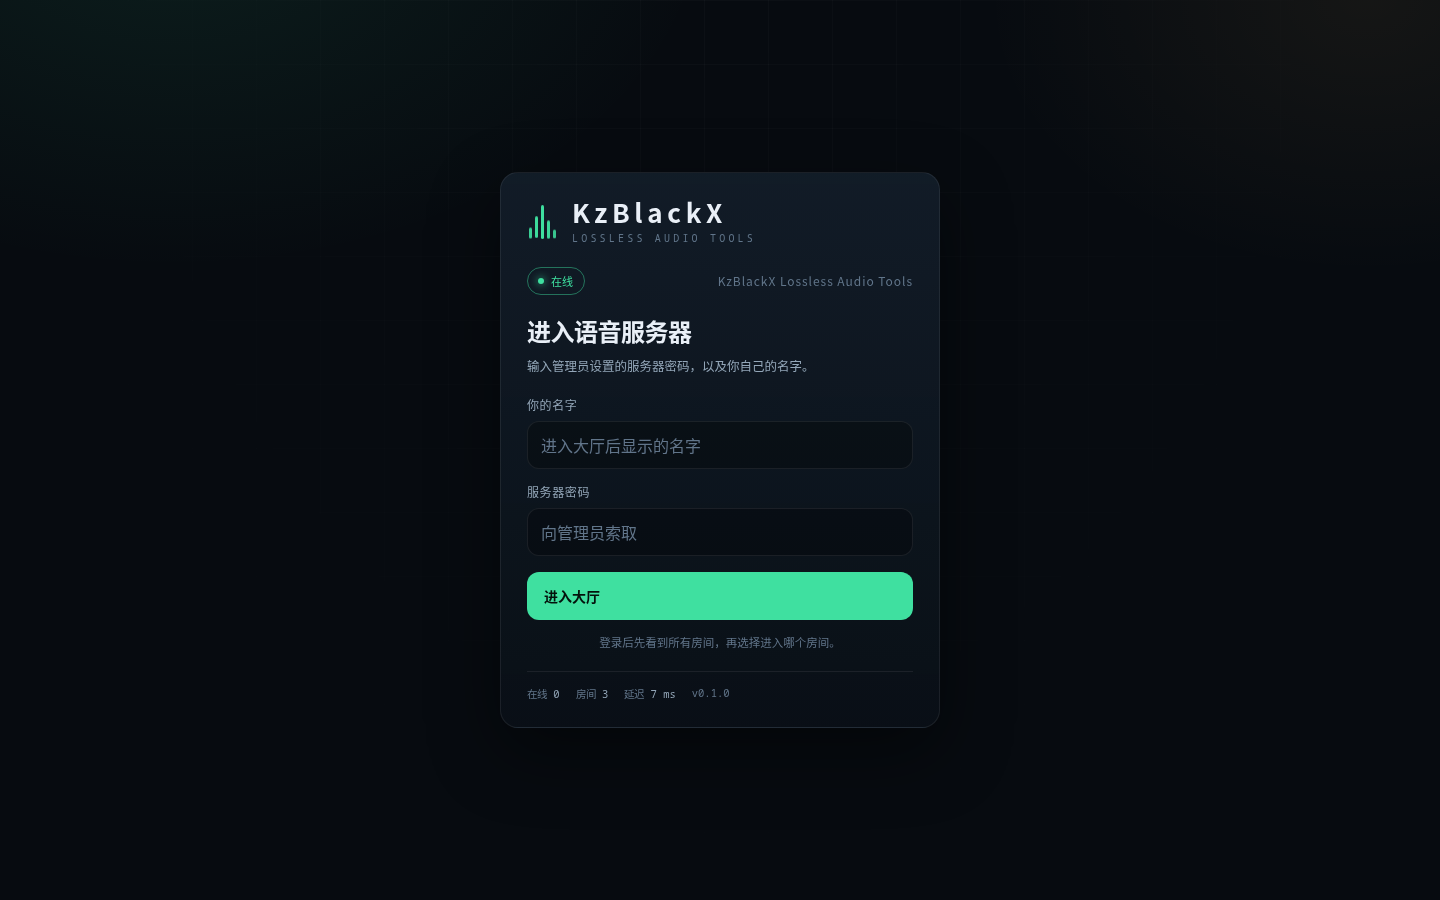 KzBlackX
LOSSLESS AUDIO TOOLS
在线
KzBlackX Lossless Audio Tools
进入语音服务器
输入管理员设置的服务器密码，以及你自己的名字。
你的名字
进入大厅后显示的名字
服务器密码
向管理员索取
进入大厅
登录后先看到所有房间，再选择进入哪个房间。
在线 0 房间 3 延迟 7 ms v0.1.0